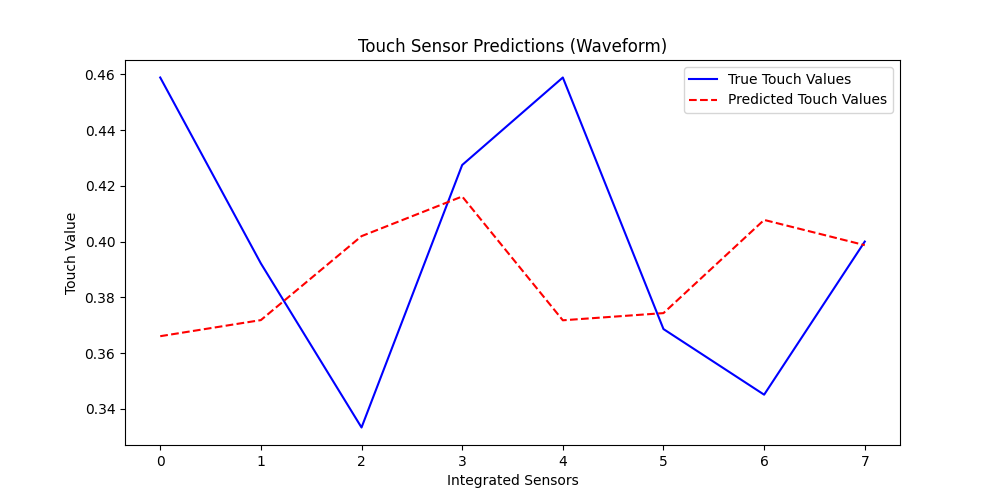 Touch Sensor Predictions (Waveform)
True Touch Values
Predicted Touch Values
Touch Value
0.46
0.44
0.42
0.40
0.38
0.36
0.34
0 1 2 3 4 5 6 7
Integrated Sensors